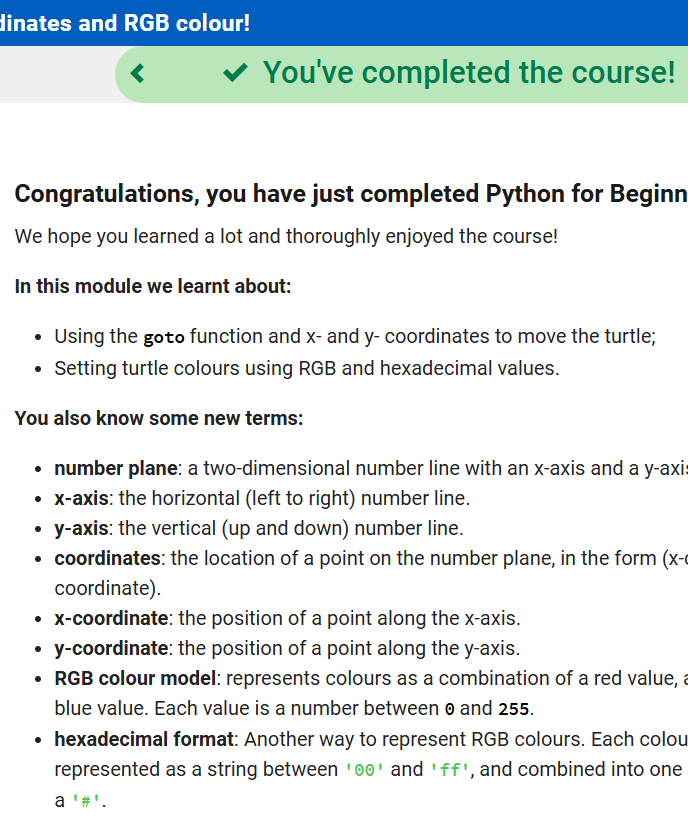 dinates and RGB colour!
You've completed the course!
Congratulations, you have just completed Python for Beginn
We hope you learned a lot and thoroughly enjoyed the course!
In this module we learnt about:
• Using the goto function and x- and y- coordinates to move the turtle;
• Setting turtle colours using RGB and hexadecimal values.
You also know some new terms:
• number plane: a two-dimensional number line with an x-axis and a y-axis
• x-axis: the horizontal (left to right) number line.
• y-axis: the vertical (up and down) number line.
• coordinates: the location of a point on the number plane, in the form (x-c
coordinate).
• x-coordinate: the position of a point along the x-axis.
• y-coordinate: the position of a point along the y-axis.
• RGB colour model: represents colours as a combination of a red value, a
blue value. Each value is a number between 0 and 255.
• hexadecimal format: Another way to represent RGB colours. Each colou
represented as a string between '00' and 'ff', and combined into one
a '#'.